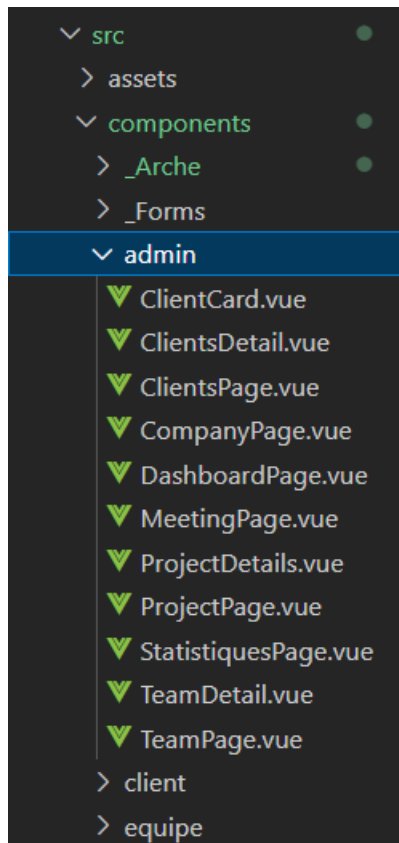 src
assets
components
_Arche
_Forms
admin
ClientCard.vue
ClientsDetail.vue
ClientsPage.vue
CompanyPage.vue
DashboardPage.vue
MeetingPage.vue
ProjectDetails.vue
ProjectPage.vue
StatistiquesPage.vue
TeamDetail.vue
TeamPage.vue
client
equipe